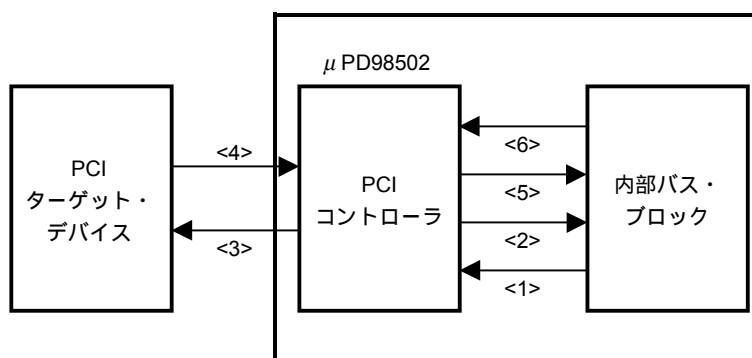 μ PD98502
PCI
ターゲット・
デバイス
<4>
<3>
PCI
コントローラ
<6>
<5>
<2>
<1>
内部バス・
ブロック